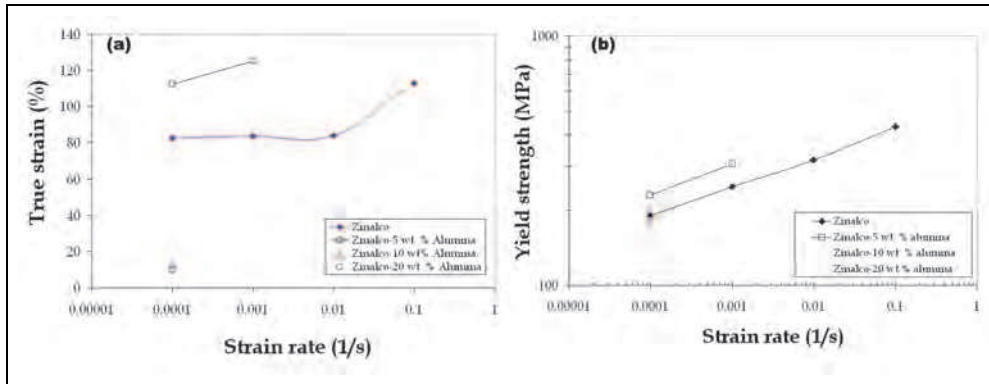 (a)
True strain (%)
140
120
100
80
60
40
20
0
0.00001
0.0001
0.001
0.01
0.1
1
Strain rate (1/s)
Zinalco
Zinalco-5 wt. % Alumina
Zinalco-10 wt% Alumina
Zinalco-20 wt % Alumina
(b)
Yield strength (MPa)
1000
100
0.00001
0.0001
0.001
0.01
0.1
1
Strain rate (1/s)
Zinalco
Zinalco-5 wt. % alumina
Zinalco-10 wt. % alumina
Zinalco-20 wt % alumina